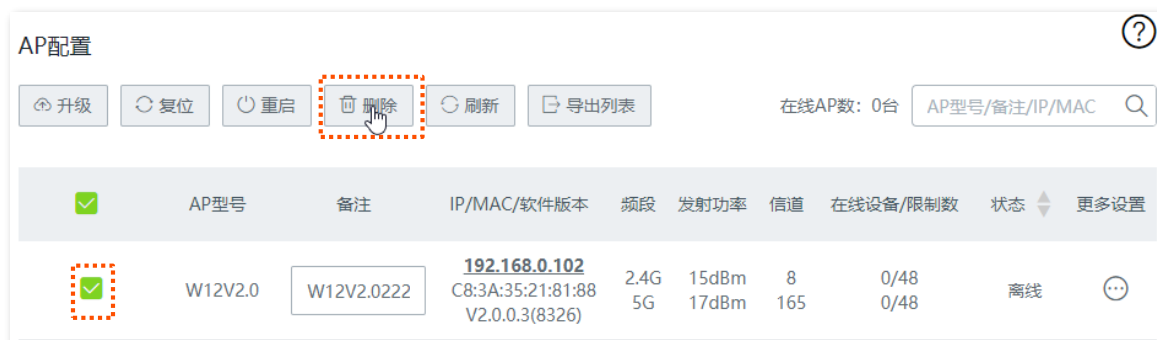 AP配置
?
升级 复位 重启 删除 刷新 导出列表 在线AP数：0台 AP型号/备注/IP/MAC
AP型号 备注 IP/MAC/软件版本 频段 发射功率 信道 在线设备/限制数 状态 更多设置
192.168.0.102
W12V2.0 W12V2.0222 C8:3A:35:21:81:88 2.4G 15dBm 8 0/48 离线
5G 17dBm 165 0/48
V2.0.0.3(8326)